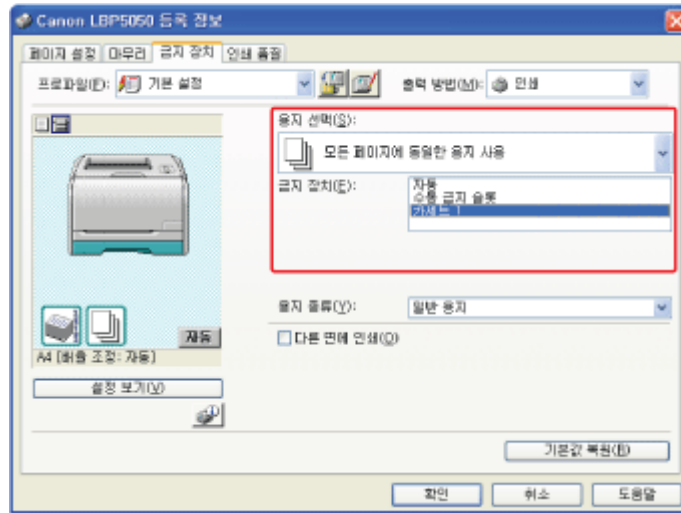 Canon LBP5050 등록 정보
페이지 설정 마무리 급지 장치 인쇄 품질
프로파일(F): 기본 설정 출력 방법(M): 인쇄
용지 선택(S):
모든 페이지에 동일한 용지 사용
급지 장치(E): 자동
수동 급지 슬롯
카세트 1
용지 종류(Y): 일반 용지
자동
다른 면에 인쇄(O)
A4 [배율 조정: 자동]
설정 보기(V)
기본값 복원(R)
확인 취소 도움말